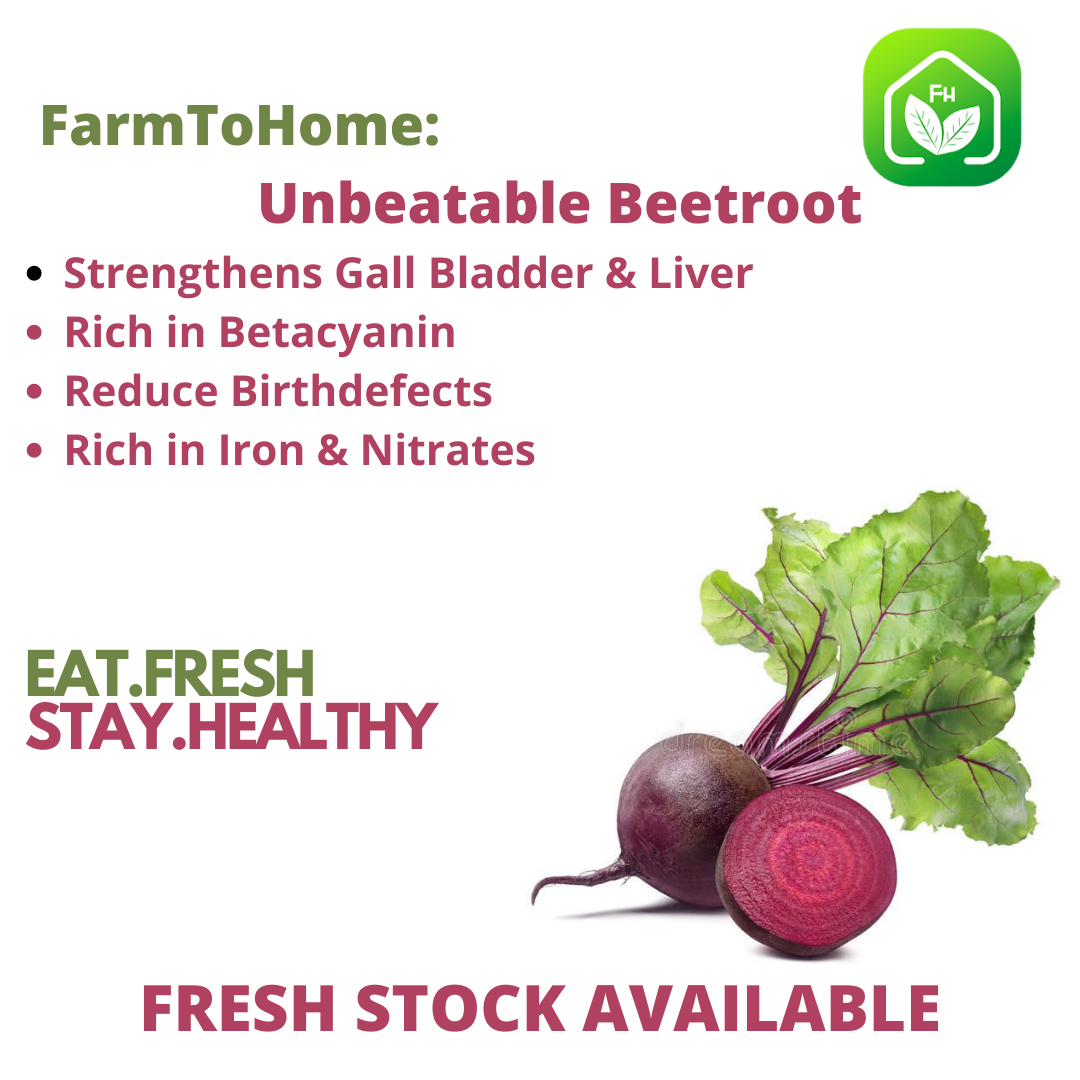 FH
FarmToHome:
Unbeatable Beetroot
Strengthens Gall Bladder & Liver
Rich in Betacyanin
Reduce Birthdefects
Rich in Iron & Nitrates
EAT.FRESH
STAY.HEALTHY
dreamstime
FRESH STOCK AVAILABLE